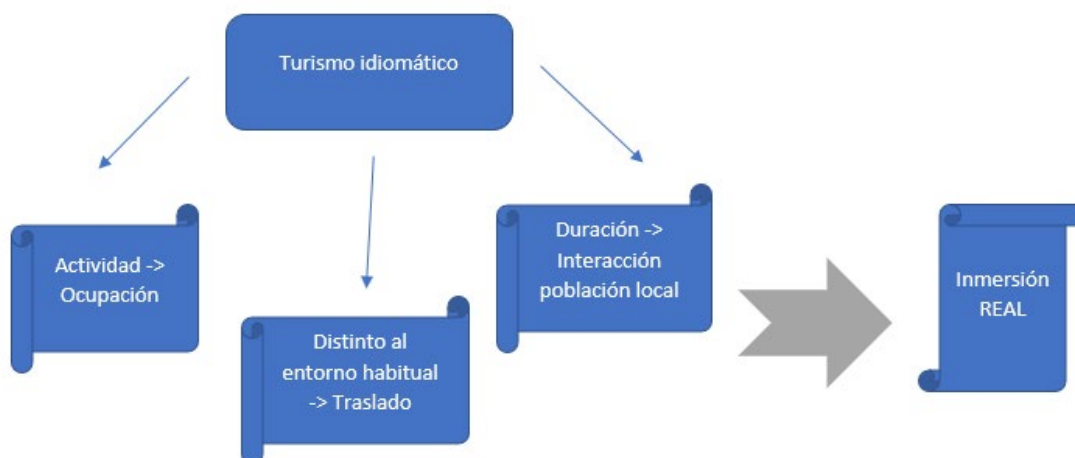 Turismo idiomático
Actividad ->
Ocupación
Distinto al
entorno habitual
-> Traslado
Duración ->
Interacción
población local
Inmersión
REAL